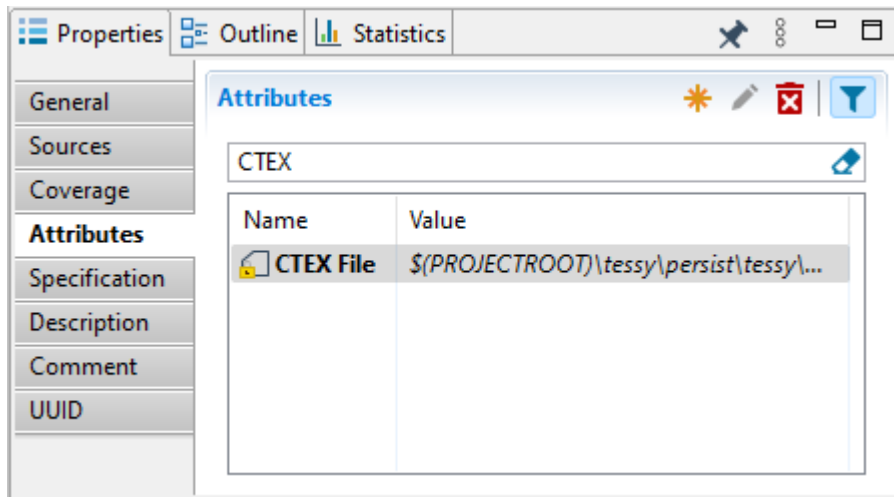 Properties Outline Statistics
General
Sources
Coverage
Attributes
Specification
Description
Comment
UUID
Attributes
CTEX
Name Value
CTEX File $(PROJECTROOT)\tessy\persist\tessy\...